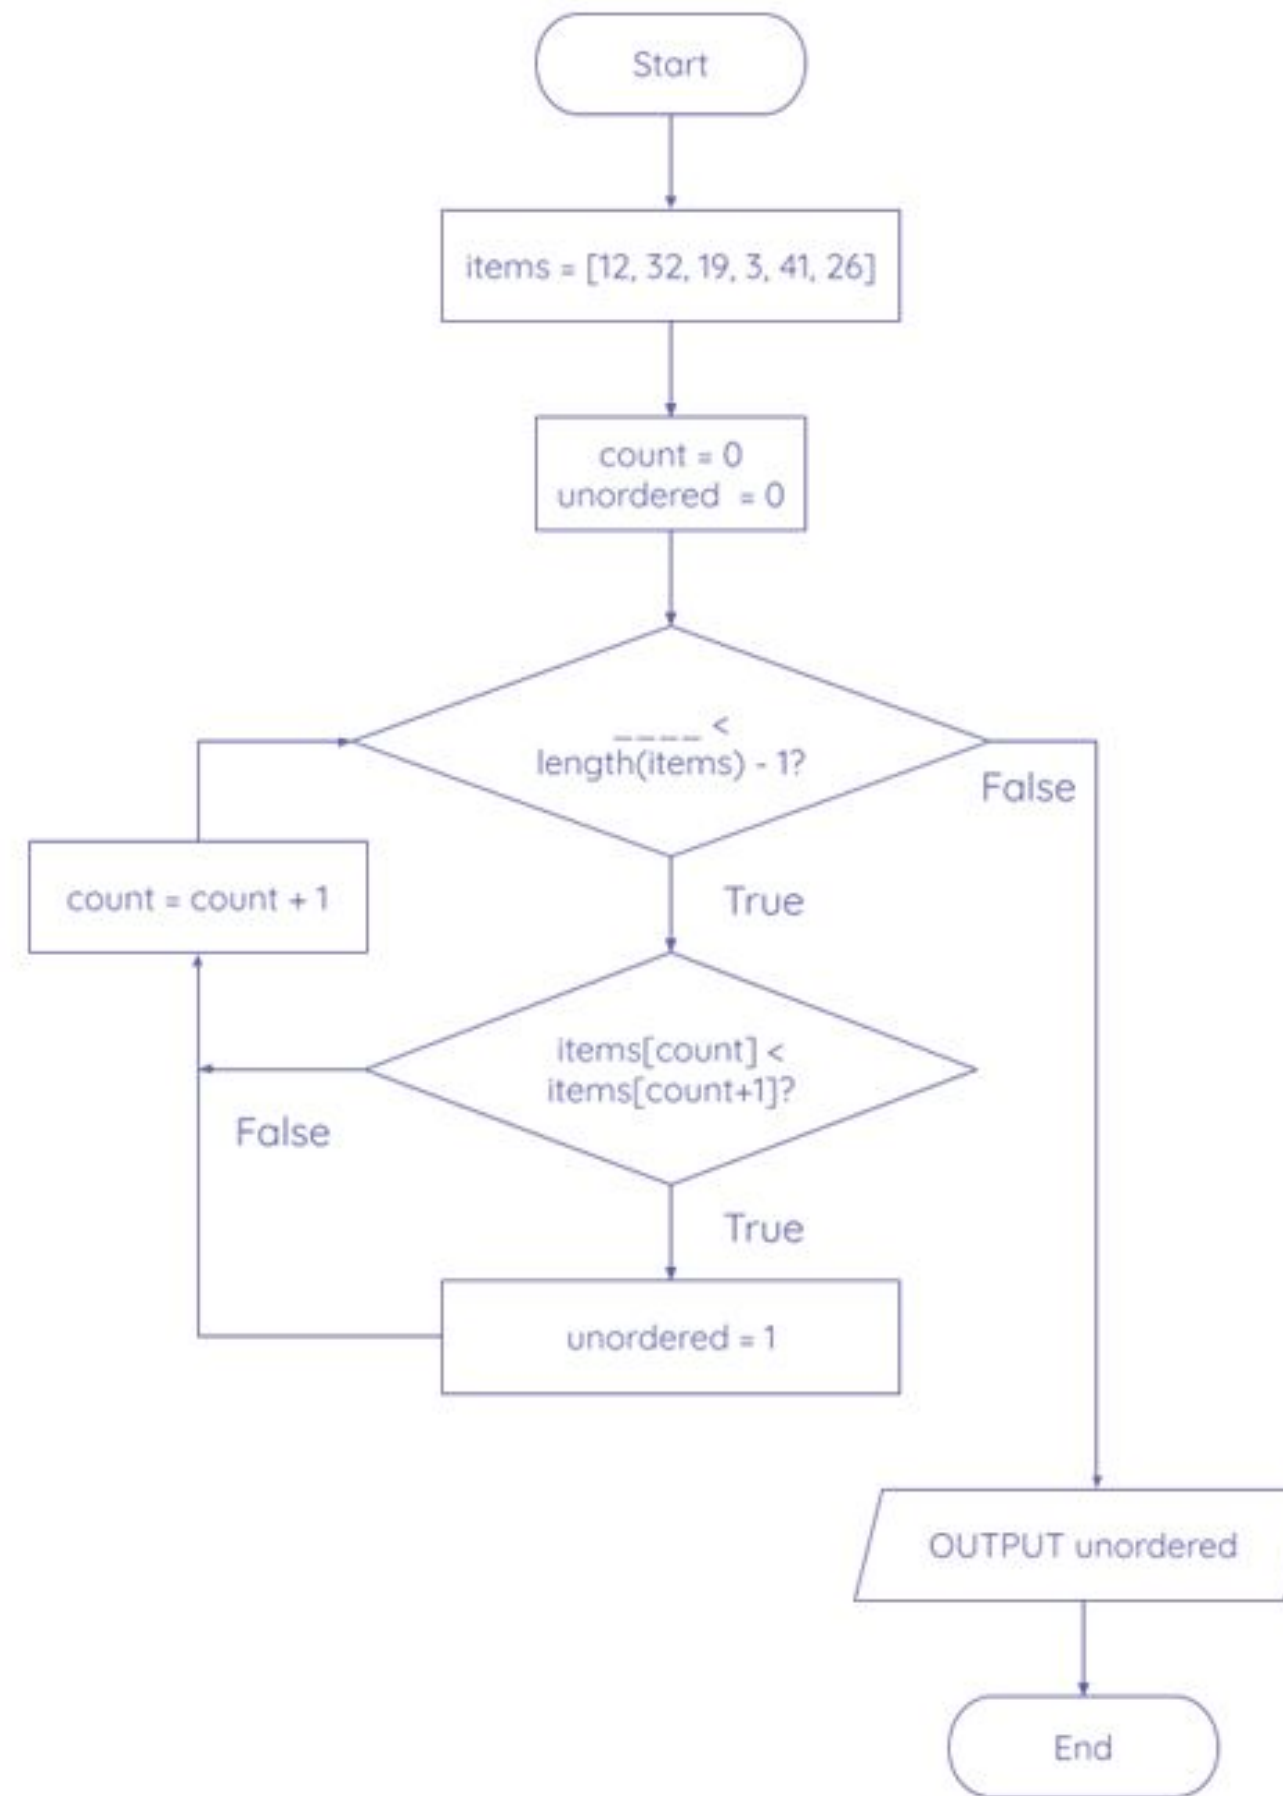 Start
items = [12, 32, 19, 3, 41, 26]
count = 0
unordered = 0
____ <
length(items) - 1?
False
count = count + 1
True
items[count] <
items[count+1]?
False
True
unordered = 1
OUTPUT unordered
End